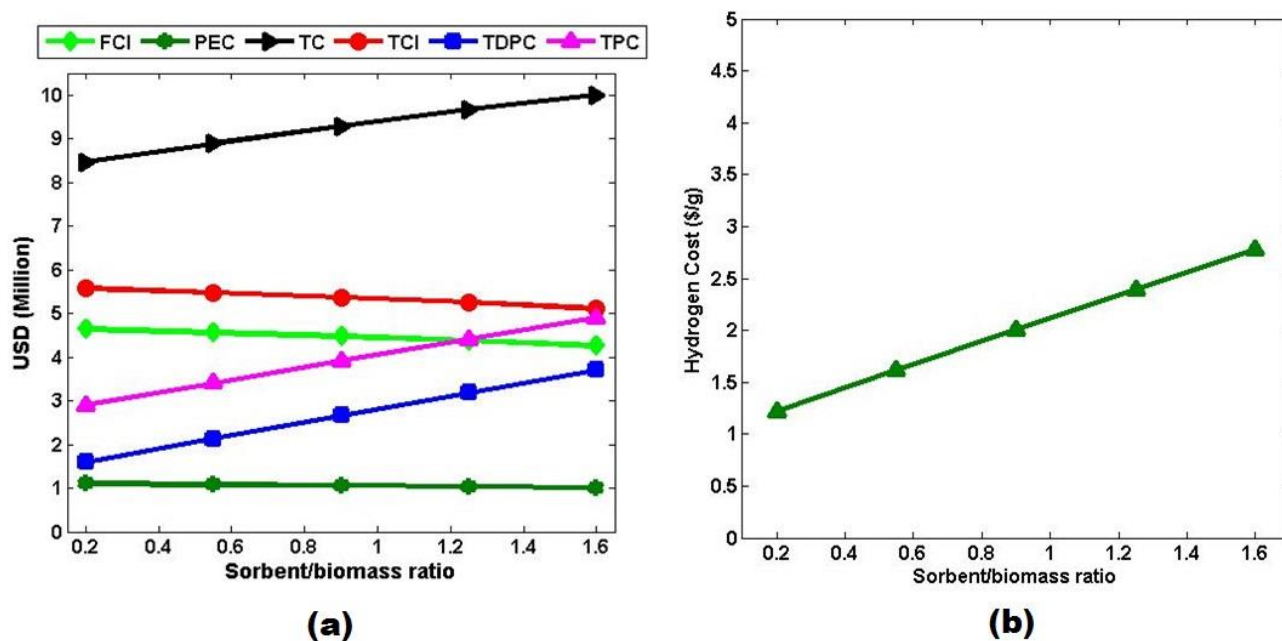 FCI PEC TC TCI TDPC TPC
10
9
8
7
6
5
4
3
2
1
0
USD (Million)
0.2 0.4 0.6 0.8 1 1.2 1.4 1.6
Sorbent/biomass ratio
(a)
5
4.5
4
3.5
3
2.5
2
1.5
1
0.5
0
Hydrogen Cost ($/g)
0.2 0.4 0.6 0.8 1 1.2 1.4 1.6
Sorbent/biomass ratio
(b)